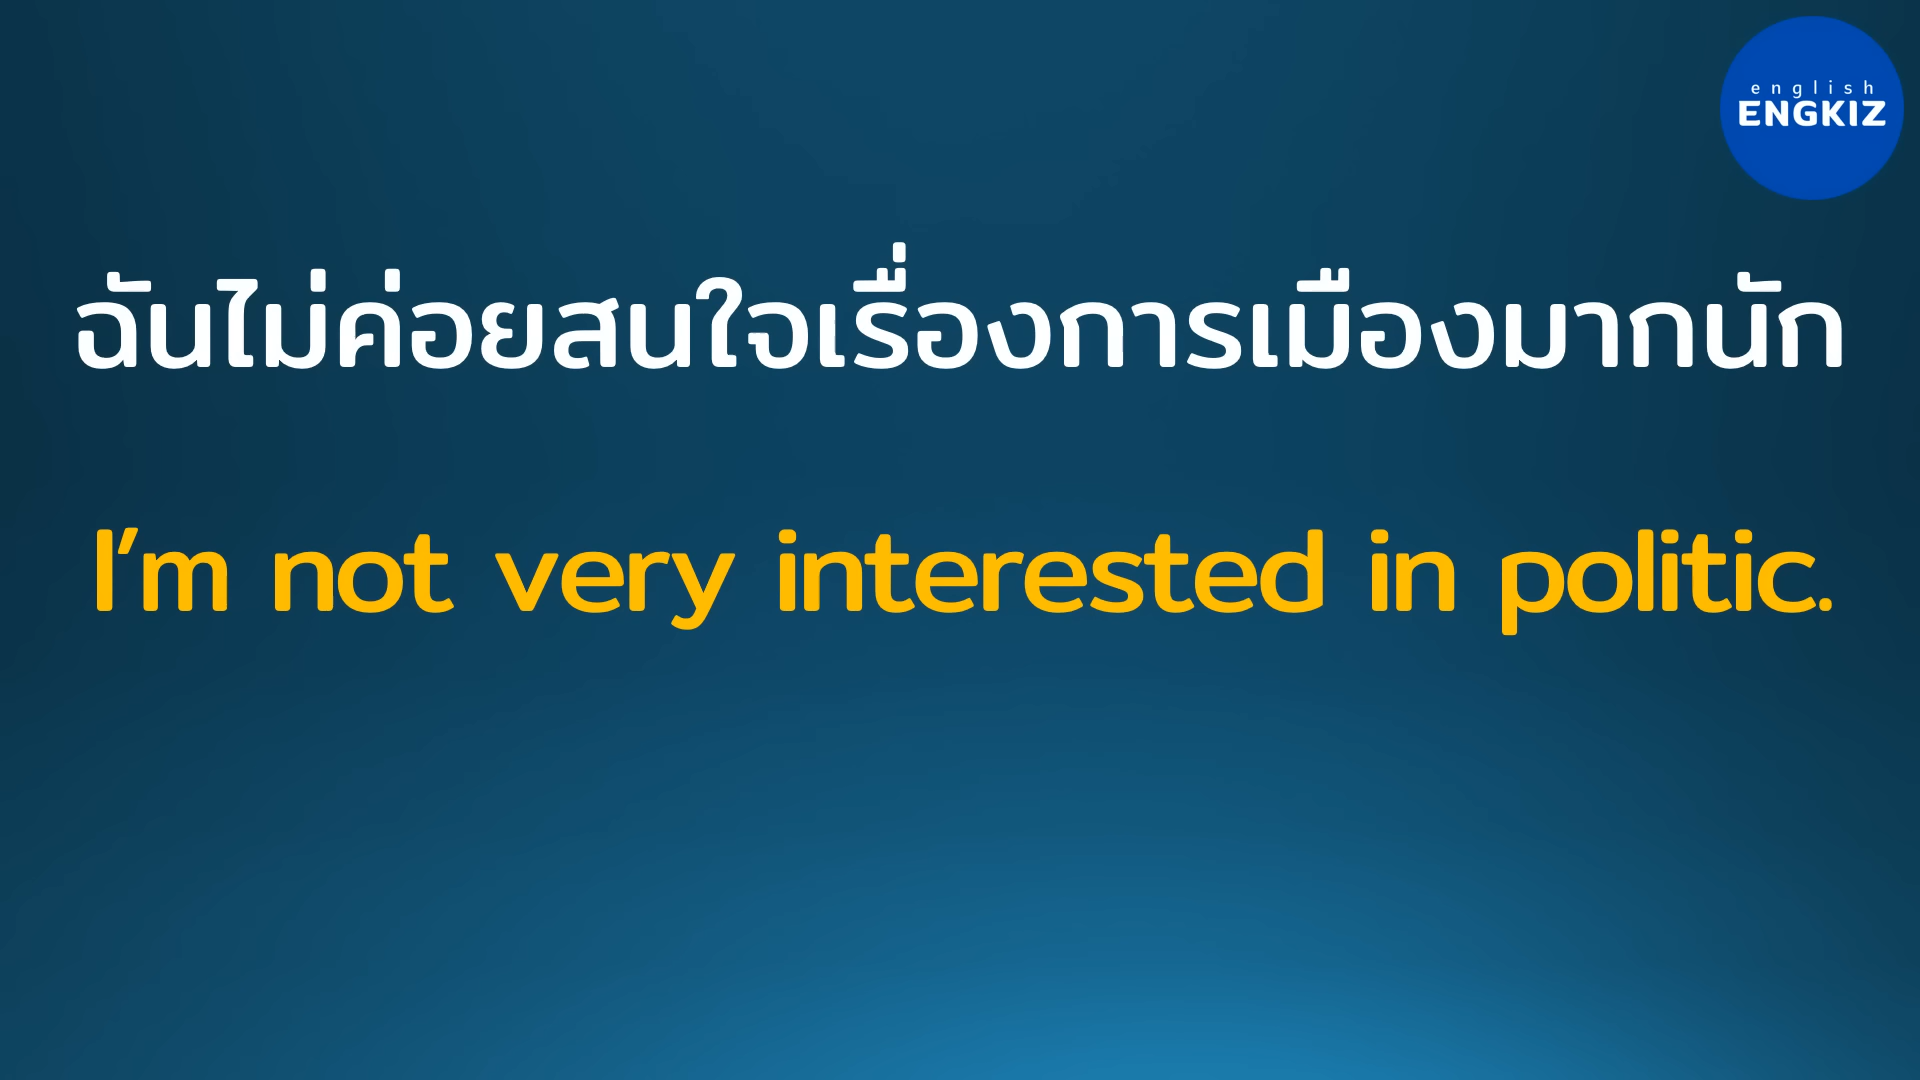 english
ENGKIZ
ฉันไม่ค่อยสนใจเรื่องการเมืองมากนัก
I'm not very interested in politic.